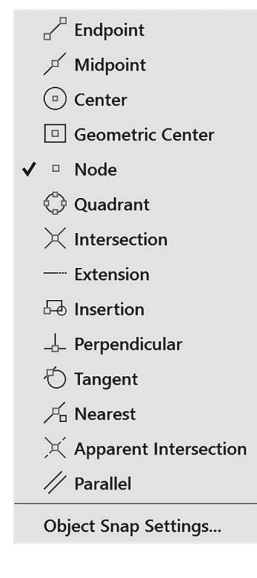 Endpoint
Midpoint
Center
Geometric Center
Node
Quadrant
Intersection
Extension
Insertion
Perpendicular
Tangent
Nearest
Apparent Intersection
Parallel
Object Snap Settings...